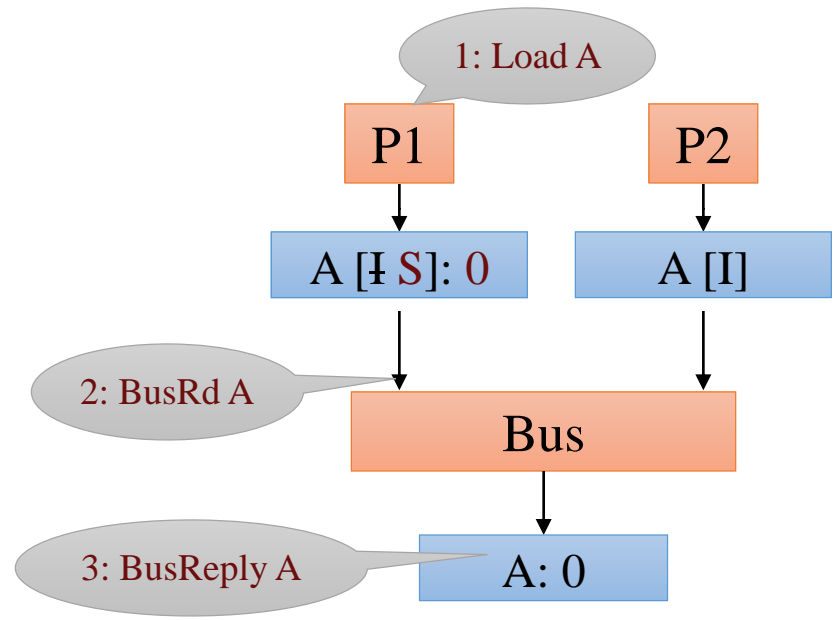 1: Load A
P1
P2
A [I S]: 0
A [I]
2: BusRd A
Bus
3: BusReply A
A: 0